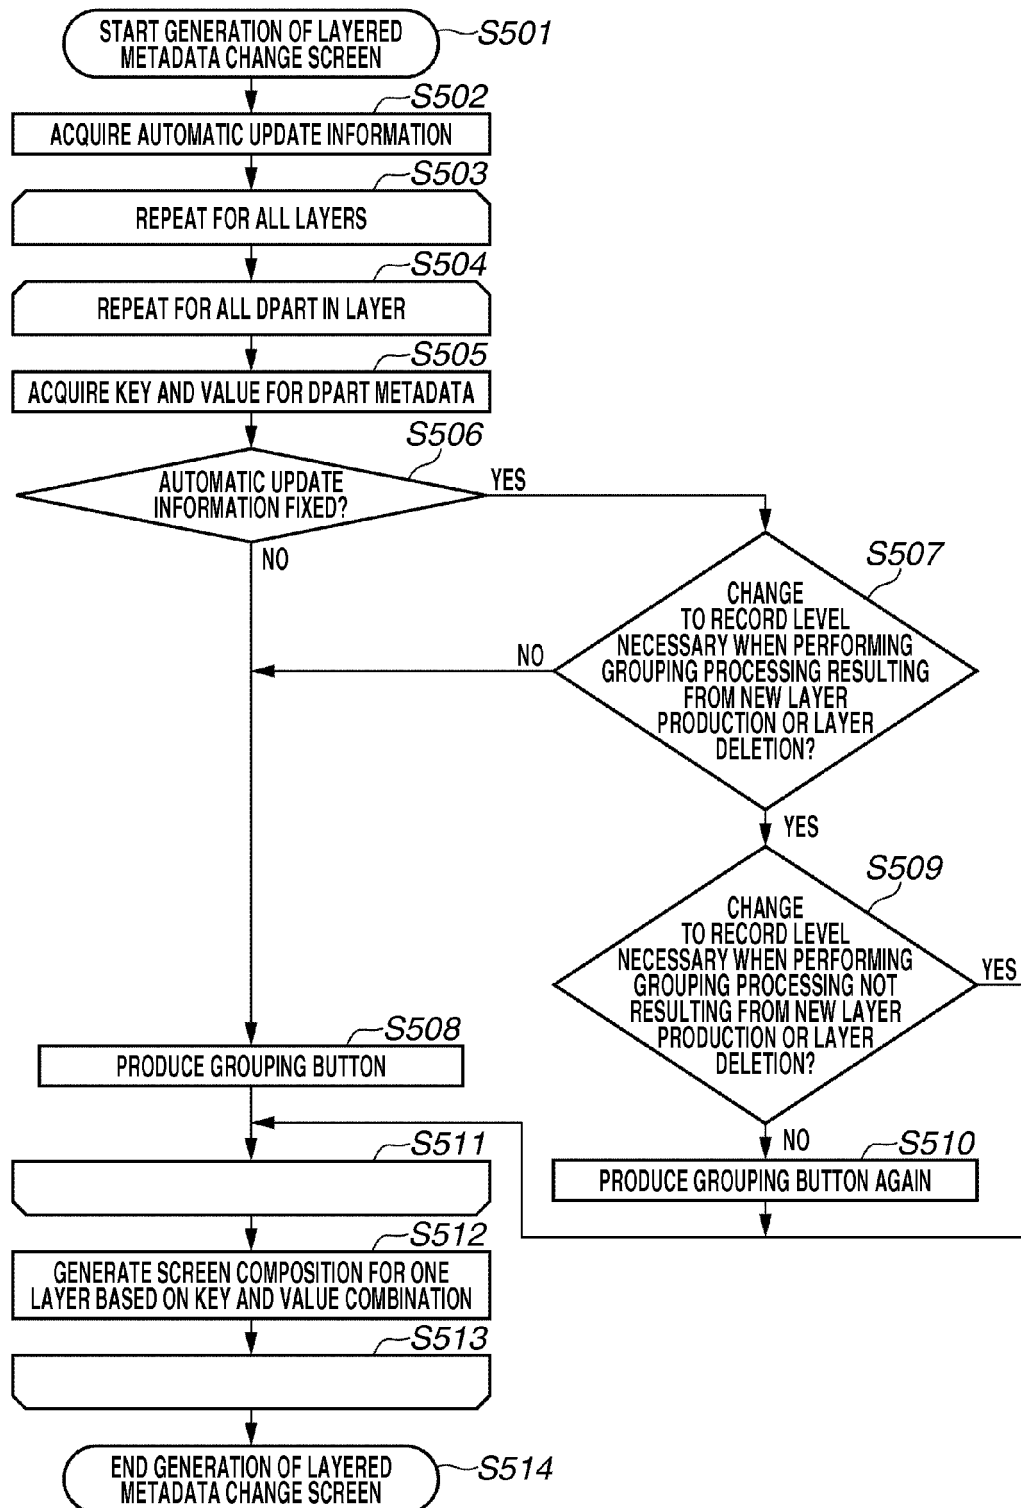 START GENERATION OF LAYERED
METADATA CHANGE SCREEN
S501
S502
ACQUIRE AUTOMATIC UPDATE INFORMATION
S503
REPEAT FOR ALL LAYERS
S504
REPEAT FOR ALL DPART IN LAYER
S505
ACQUIRE KEY AND VALUE FOR DPART METADATA
S506
AUTOMATIC UPDATE
INFORMATION FIXED?
YES
NO
S507
CHANGE
TO RECORD LEVEL
NECESSARY WHEN PERFORMING
GROUPING PROCESSING RESULTING
FROM NEW LAYER
PRODUCTION OR LAYER
DELETION?
NO
YES
S509
CHANGE
TO RECORD LEVEL
NECESSARY WHEN PERFORMING
GROUPING PROCESSING NOT
RESULTING FROM NEW LAYER
PRODUCTION OR LAYER
DELETION?
YES
NO
S508
PRODUCE GROUPING BUTTON
S510
PRODUCE GROUPING BUTTON AGAIN
S511
S512
GENERATE SCREEN COMPOSITION FOR ONE
LAYER BASED ON KEY AND VALUE COMBINATION
S513
END GENERATION OF LAYERED
METADATA CHANGE SCREEN
S514